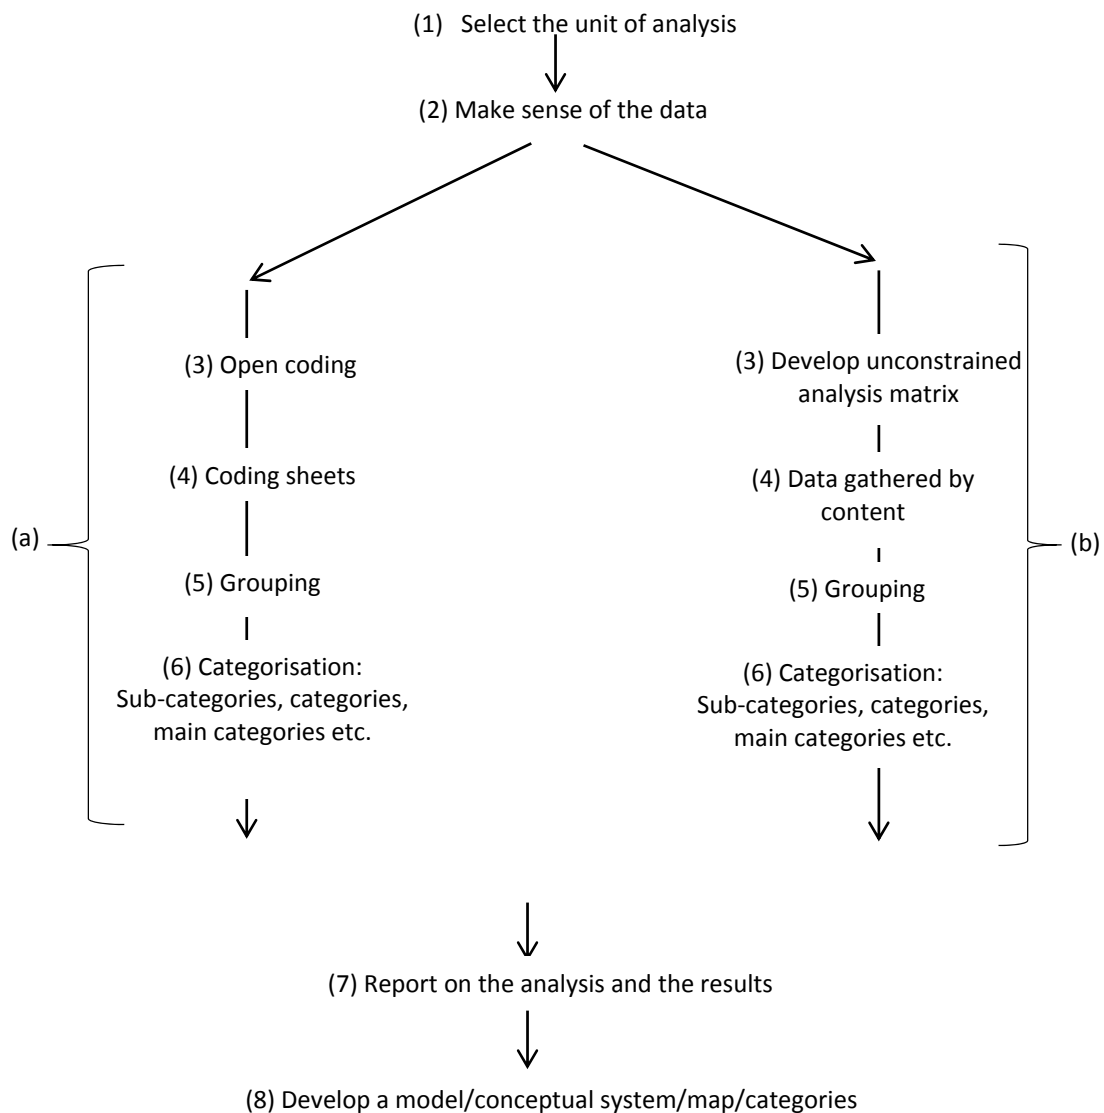 (1) Select the unit of analysis
(2) Make sense of the data
(3) Open coding
(4) Coding sheets
(a)
(5) Grouping
(6) Categorisation:
Sub-categories, categories,
main categories etc.
(3) Develop unconstrained
analysis matrix
(4) Data gathered by
content
(b)
(5) Grouping
(6) Categorisation:
Sub-categories, categories,
main categories etc.
(7) Report on the analysis and the results
(8) Develop a model/conceptual system/map/categories